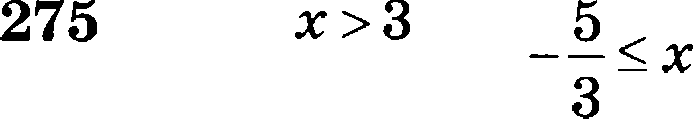 275 x > 3 -5/3 ≤ x